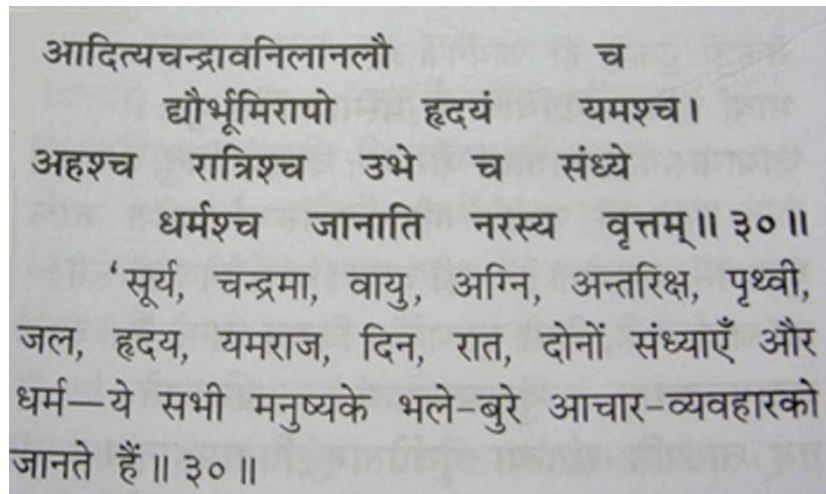 आदित्यचन्द्रावनिलानलौ च
द्यौर्भूमिरापो हृदयं यमश्च।
अहश्च रात्रिश्च उभे च संध्ये
धर्मश्च जानाति नरस्य वृत्तम्॥ ३०॥
‘सूर्य, चन्द्रमा, वायु, अग्नि, अन्तरिक्ष, पृथ्वी,
जल, हृदय, यमराज, दिन, रात, दोनों संध्याएँ और
धर्म—ये सभी मनुष्यके भले-बुरे आचार-व्यवहारको
जानते हैं॥ ३०॥